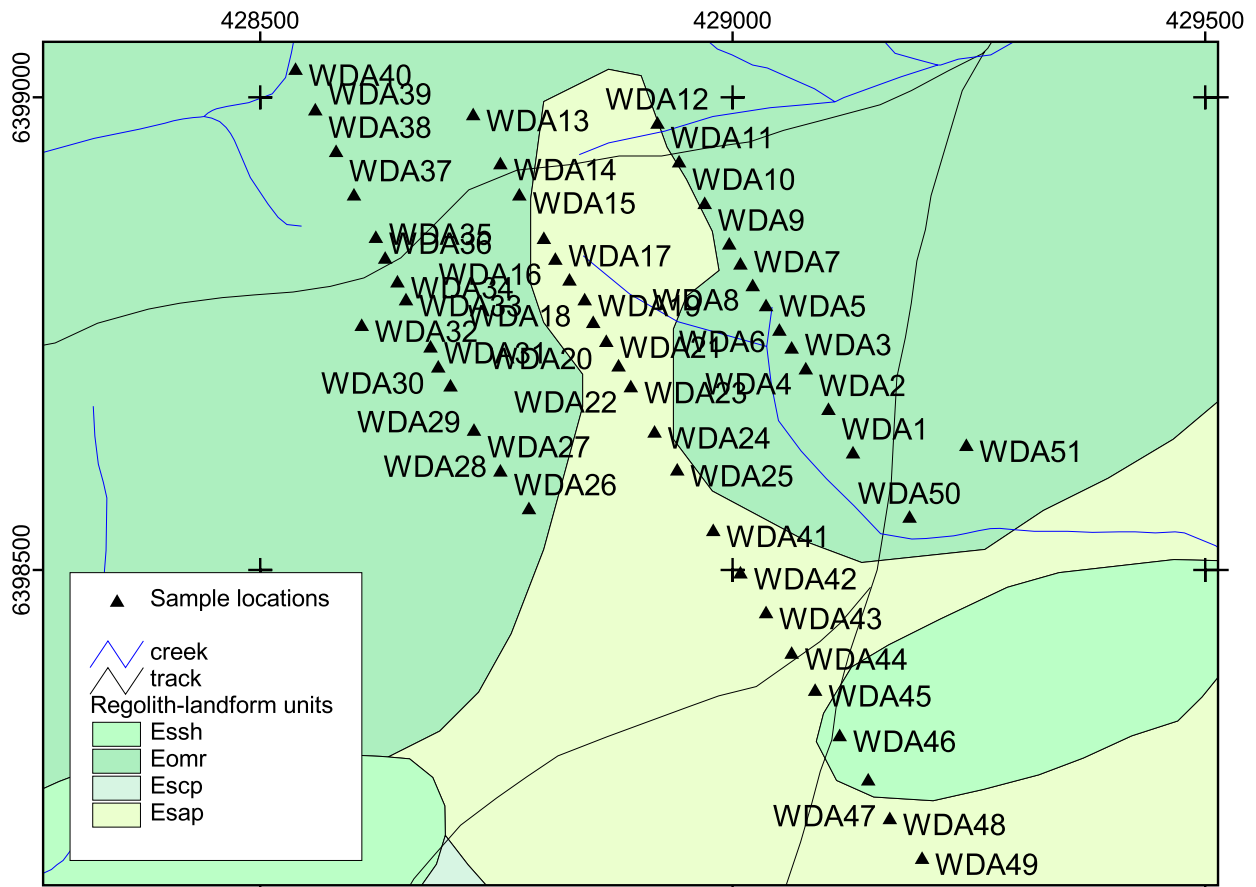 428500 429000 429500
6399000
6398500
WDA40
WDA39
WDA38
WDA37
WDA13
WDA14
WDA15
WDA12
WDA11
WDA10
WDA9
WDA7
WDA8
WDA5
WDA6
WDA3
WDA4
WDA2
WDA1
WDA51
WDA50
WDA35
WDA36
WDA34
WDA33
WDA32
WDA31
WDA30
WDA29
WDA28
WDA27
WDA26
WDA17
WDA16
WDA19
WDA18
WDA21
WDA20
WDA23
WDA22
WDA24
WDA25
WDA41
WDA42
WDA43
WDA44
WDA45
WDA46
WDA47
WDA48
WDA49
Sample locations
creek
track
Regolith-landform units
Essh
Eomr
Escp
Esap